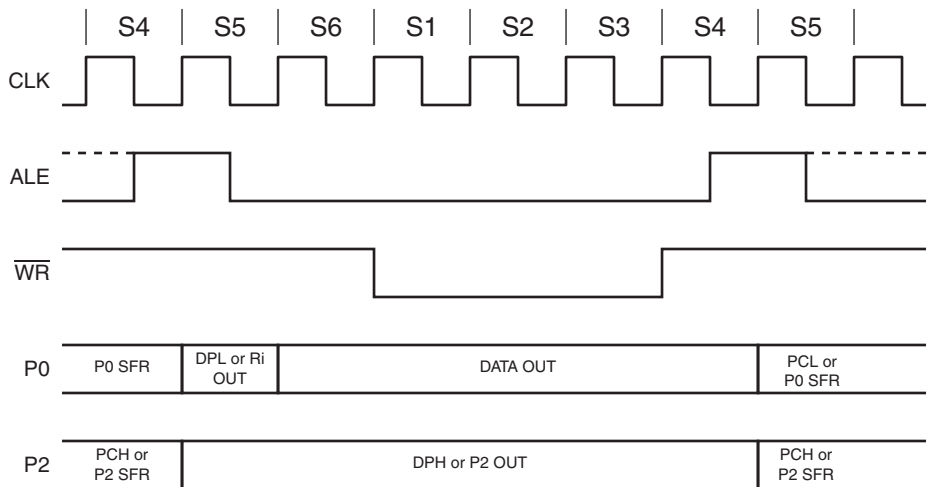 S4 S5 S6 S1 S2 S3 S4 S5
CLK
ALE
WR
P0 P0 SFR DPL or Ri OUT DATA OUT PCL or P0 SFR
P2 PCH or P2 SFR DPH or P2 OUT PCH or P2 SFR